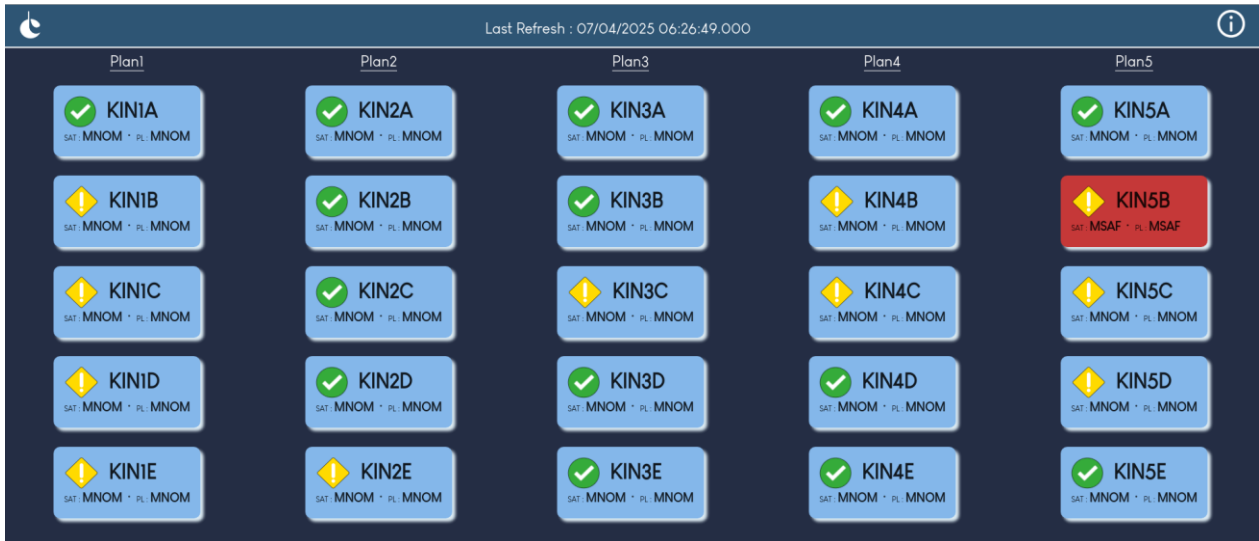 Last Refresh : 07/04/2025 06:26:49.000
Plan1 Plan2 Plan3 Plan4 Plan5
KIN1A KIN2A KIN3A KIN4A KIN5A
SAT : MNOM · PL : MNOM SAT : MNOM · PL : MNOM SAT : MNOM · PL : MNOM SAT : MNOM · PL : MNOM SAT : MNOM · PL : MNOM
KIN1B KIN2B KIN3B KIN4B KIN5B
SAT : MNOM · PL : MNOM SAT : MNOM · PL : MNOM SAT : MNOM · PL : MNOM SAT : MNOM · PL : MNOM SAT : MSAF · PL : MSAF
KIN1C KIN2C KIN3C KIN4C KIN5C
SAT : MNOM · PL : MNOM SAT : MNOM · PL : MNOM SAT : MNOM · PL : MNOM SAT : MNOM · PL : MNOM SAT : MNOM · PL : MNOM
KIN1D KIN2D KIN3D KIN4D KIN5D
SAT : MNOM · PL : MNOM SAT : MNOM · PL : MNOM SAT : MNOM · PL : MNOM SAT : MNOM · PL : MNOM SAT : MNOM · PL : MNOM
KIN1E KIN2E KIN3E KIN4E KIN5E
SAT : MNOM · PL : MNOM SAT : MNOM · PL : MNOM SAT : MNOM · PL : MNOM SAT : MNOM · PL : MNOM SAT : MNOM · PL : MNOM